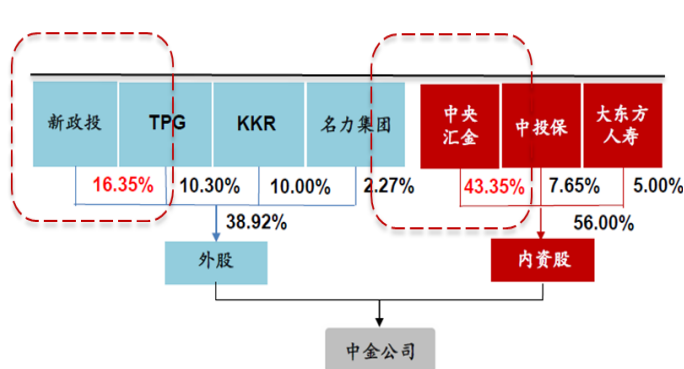 新政投
TPG
KKR
名力集团
中央
汇金
中投保
大东方
人寿
16.35%
10.30%
10.00%
2.27%
43.35%
7.65%
5.00%
38.92%
56.00%
外股
内资股
中金公司